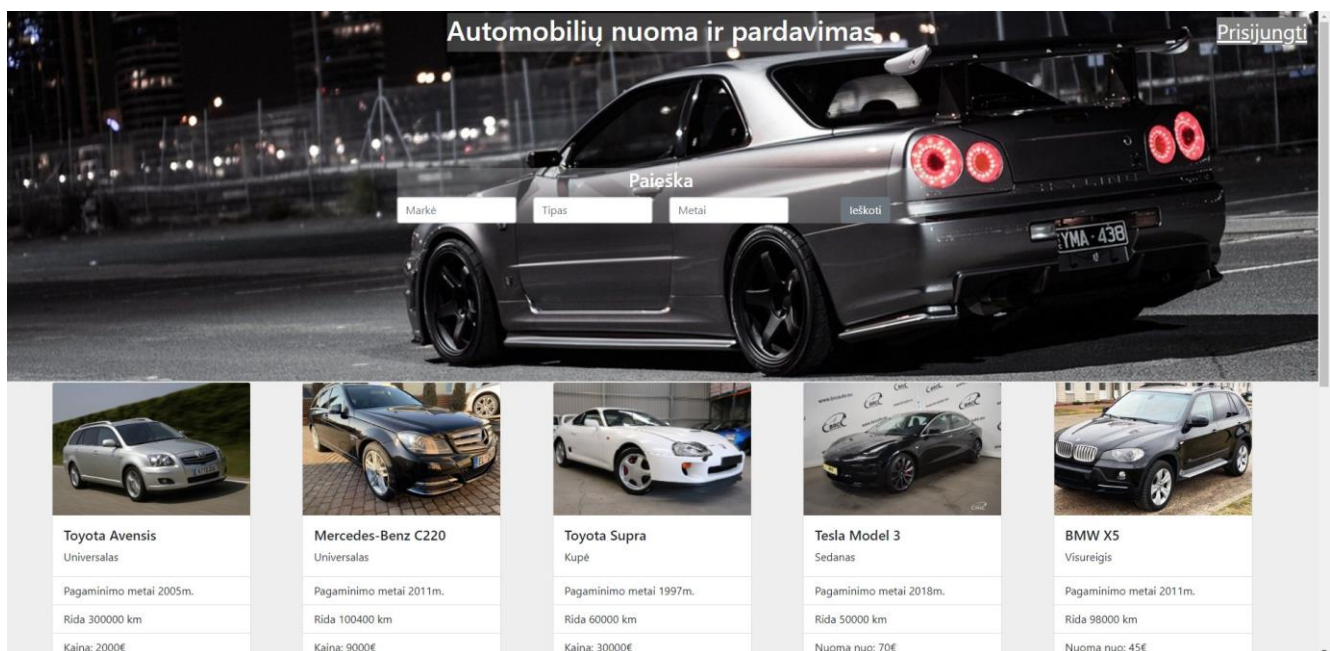 Automobilių nuoma ir pardavimas
Prisijungti
Paieška
Markė
Tipas
Metai
Ieškoti
YMA·438
Toyota Avensis
Universalas
Pagaminimo metai 2005m.
Rida 300000 km
Kaina: 2000€
Mercedes-Benz C220
Universalas
Pagaminimo metai 2011m.
Rida 100400 km
Kaina: 9000€
Toyota Supra
Kupė
Pagaminimo metai 1997m.
Rida 60000 km
Kaina: 30000€
Tesla Model 3
Sedanas
Pagaminimo metai 2018m.
Rida 50000 km
Nuoma nuo: 70€
BMW X5
Visureigis
Pagaminimo metai 2011m.
Rida 98000 km
Nuoma nuo: 45€